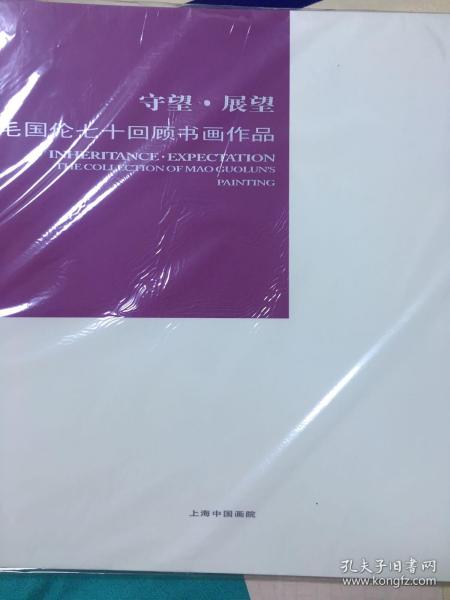 守望·展望
毛国伦七十回顾书画作品
INHERITANCE·EXPECTATION
THE COLLECTION OF MAO GUOLUN'S
PAINTING
上海中国画院
孔夫子旧书网
www.kongfz.com